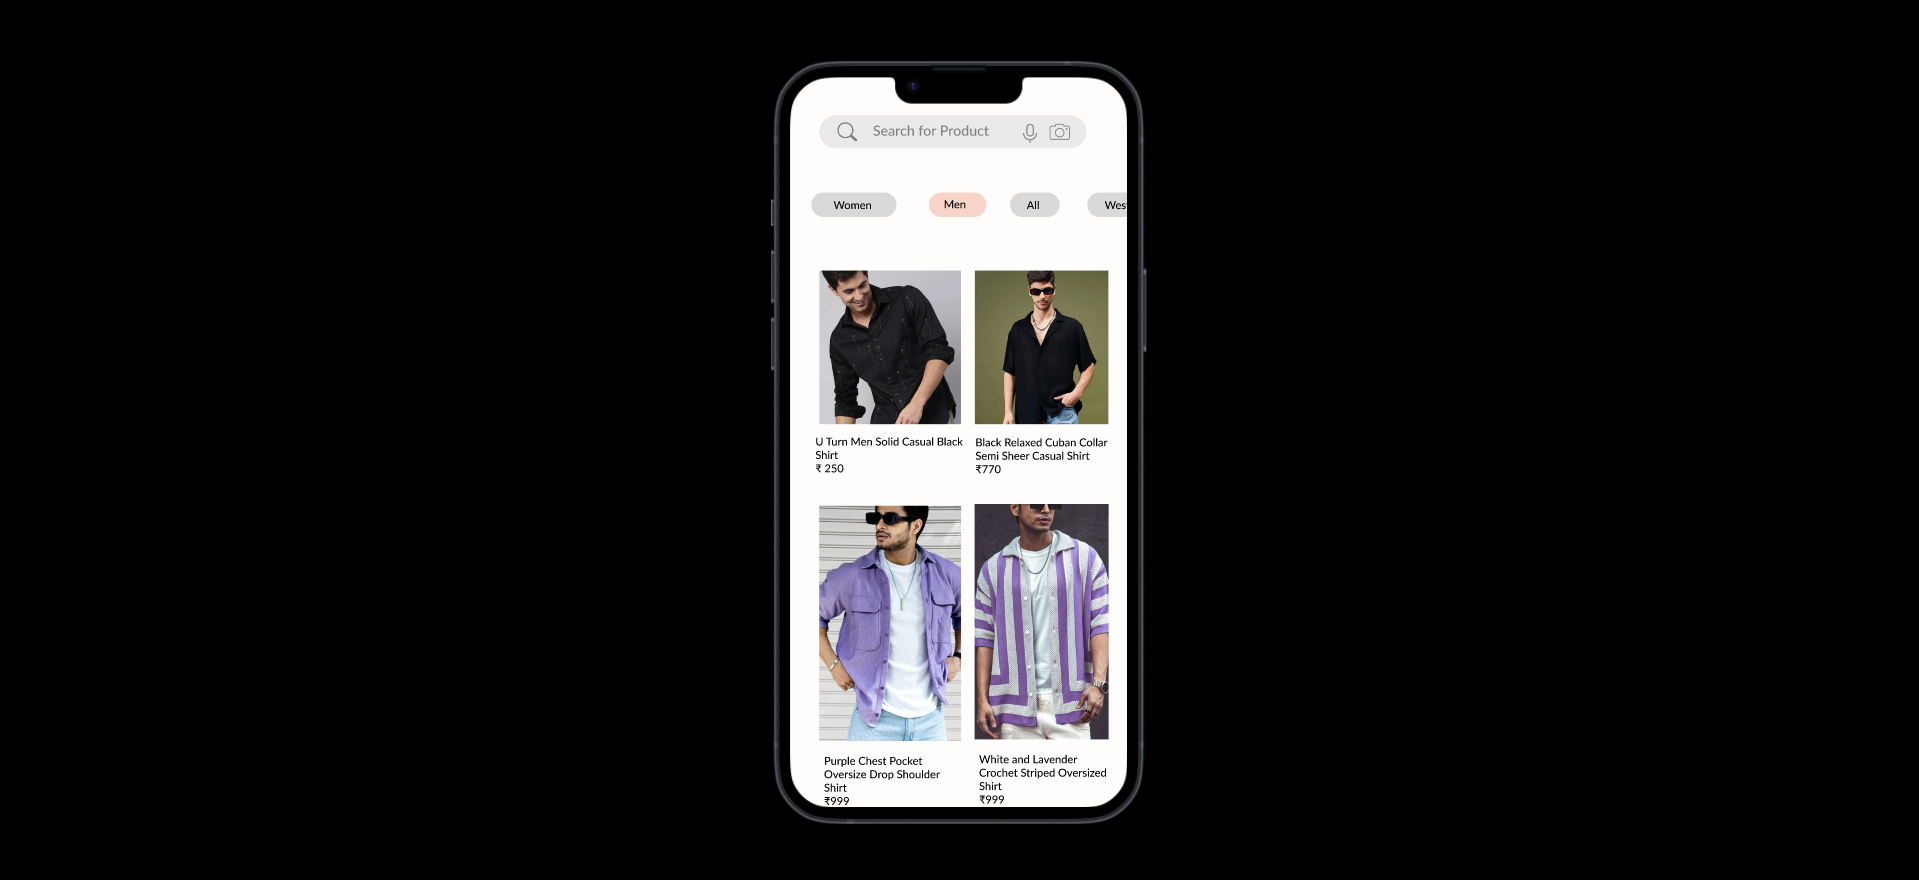 Search for Product
Women
Men
All
Wes
U Turn Men Solid Casual Black
Shirt
₹ 250
Black Relaxed Cuban Collar
Semi Sheer Casual Shirt
₹770
Purple Chest Pocket
Oversize Drop Shoulder
Shirt
₹999
White and Lavender
Crochet Striped Oversized
Shirt
₹999